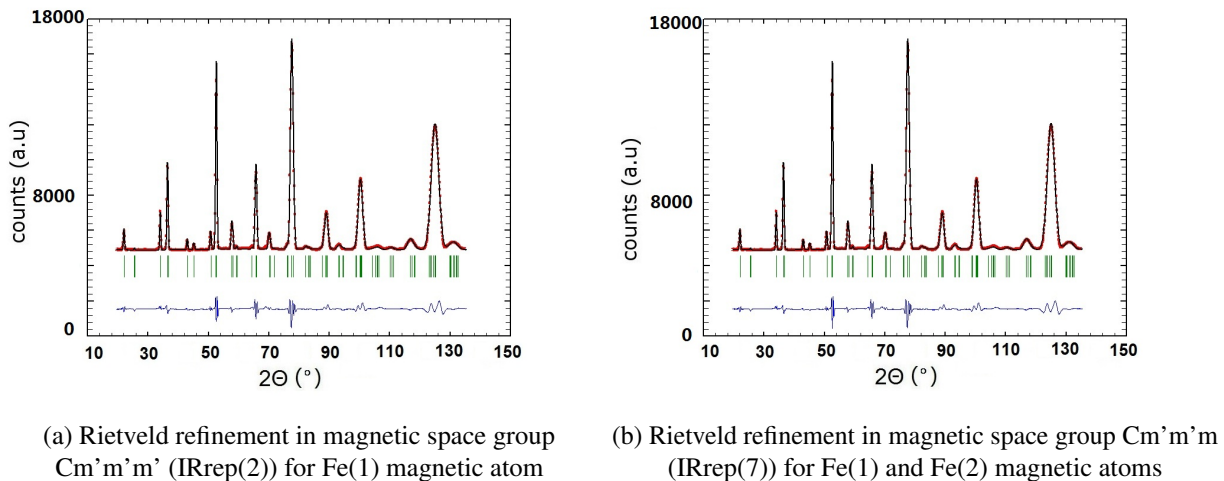 18000
8000
0
counts (a.u)
10 30 50 70 90 110 130 150
2Θ (°)
18000
8000
0
counts (a.u)
10 30 50 70 90 110 130 150
2Θ (°)
(a) Rietveld refinement in magnetic space group
Cm’m’m’ (IRrep(2)) for Fe(1) magnetic atom
(b) Rietveld refinement in magnetic space group Cm’m’m
(IRrep(7)) for Fe(1) and Fe(2) magnetic atoms